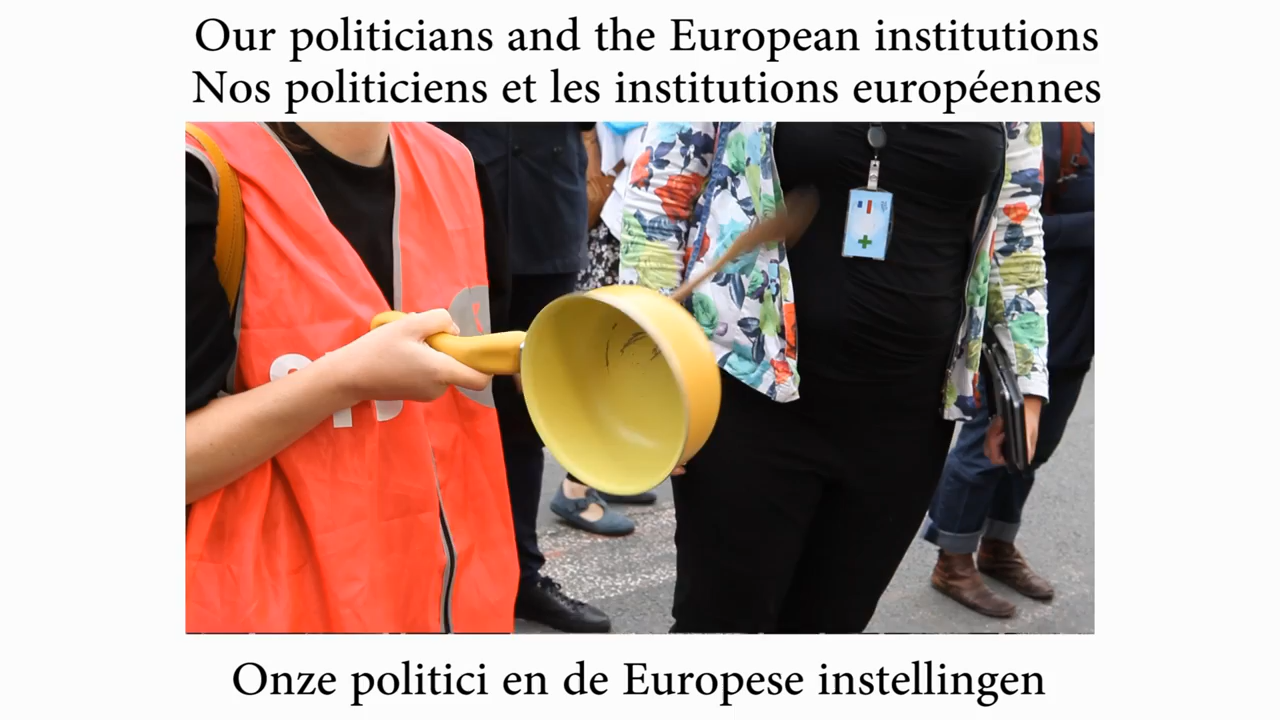 Our politicians and the European institutions
Nos politiciens et les institutions européennes
Onze politici en de Europese instellingen